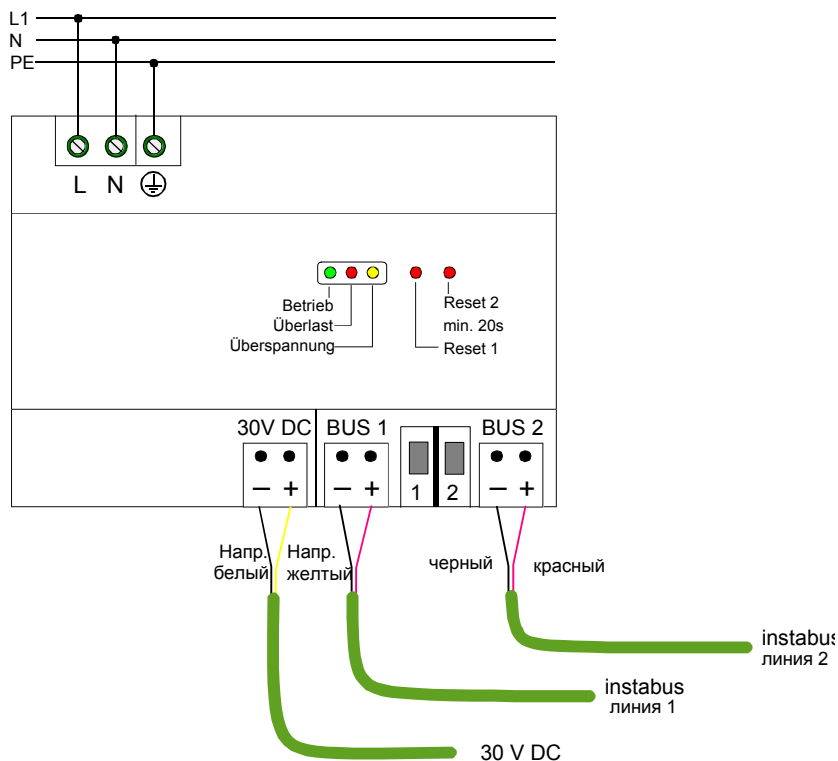 L1
N
PE
L N
Betrieb
Überlast
Überspannung
Reset 2
min. 20s
Reset 1
30V DC BUS 1 BUS 2
– + – + 1 2 – +
Напр. белый
Напр. желтый
черный
красный
instabus
линия 2
instabus
линия 1
30 V DC